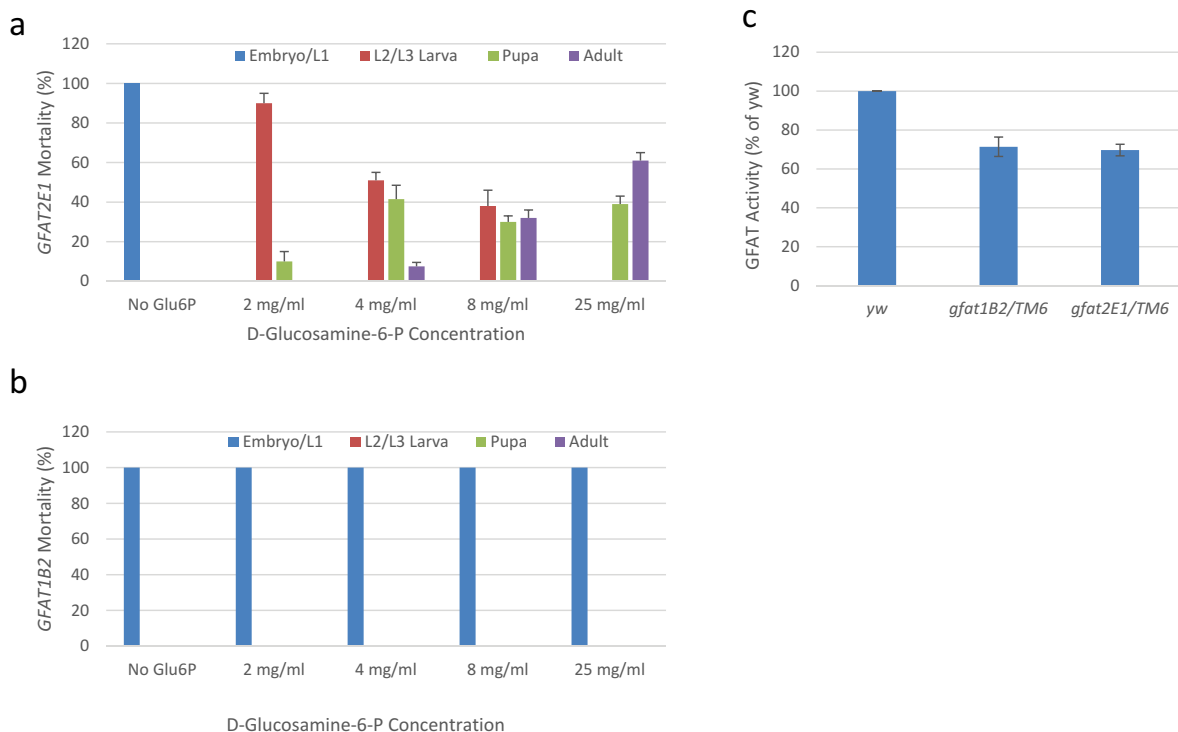 a
120
100
80
60
40
20
0
GFAT2E1 Mortality (%)
Embryo/L1 L2/L3 Larva Pupa Adult
No Glu6P 2 mg/ml 4 mg/ml 8 mg/ml 25 mg/ml
D-Glucosamine-6-P Concentration
b
120
100
80
60
40
20
0
GFAT1B2 Mortality (%)
Embryo/L1 L2/L3 Larva Pupa Adult
No Glu6P 2 mg/ml 4 mg/ml 8 mg/ml 25 mg/ml
D-Glucosamine-6-P Concentration
c
120
100
80
60
40
20
0
GFAT Activity (% of yw)
yw gfat1B2/TM6 gfat2E1/TM6